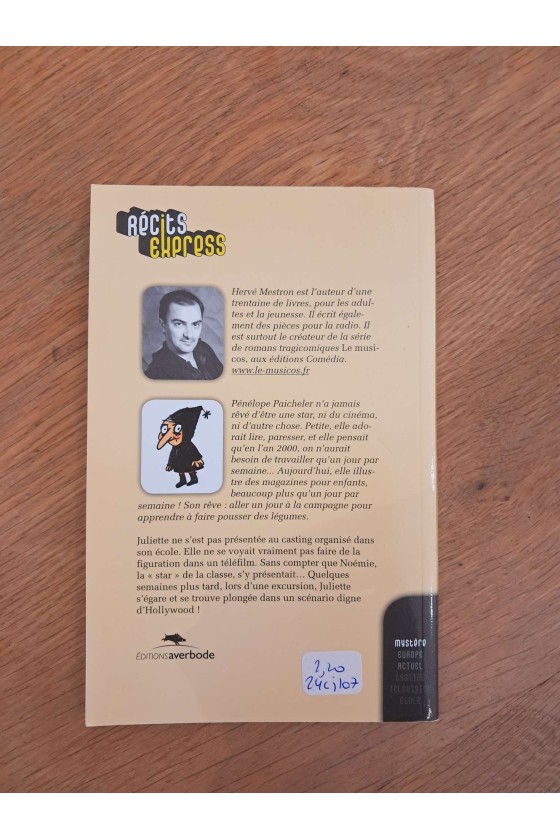 Récits
Express
Hervé Mestron est l'auteur d'une
trentaine de livres, pour les adul-
tes et la jeunesse. Il écrit égale-
ment des pièces pour la radio. Il
est surtout le créateur de la série
de romans tragicomiques Le musi-
cos, aux éditions Comédia.
www.le-musicos.fr
Pénélope Paicheler n'a jamais
rêvé d'être une star, ni du cinéma,
ni d'autre chose. Petite, elle ado-
rait lire, paresser, et elle pensait
qu'en l'an 2000, on n'aurait
besoin de travailler qu'un jour par
semaine... Aujourd'hui, elle illus-
tre des magazines pour enfants,
beaucoup plus qu'un jour par
semaine ! Son rêve : aller un jour à la campagne pour
apprendre à faire pousser des légumes.
Juliette ne s'est pas présentée au casting organisé dans
son école. Elle ne se voyait vraiment pas faire de la
figuration dans un téléfilm. Sans compter que Noémie,
la « star » de la classe, s'y présentait... Quelques
semaines plus tard, lors d'une excursion, Juliette
s'égare et se trouve plongée dans un scénario digne
d'Hollywood !
ÉDITIONS averbode
2,20
24cj107
mystère
EUROPE
ACTUEL
CASTING
ÉCOLE